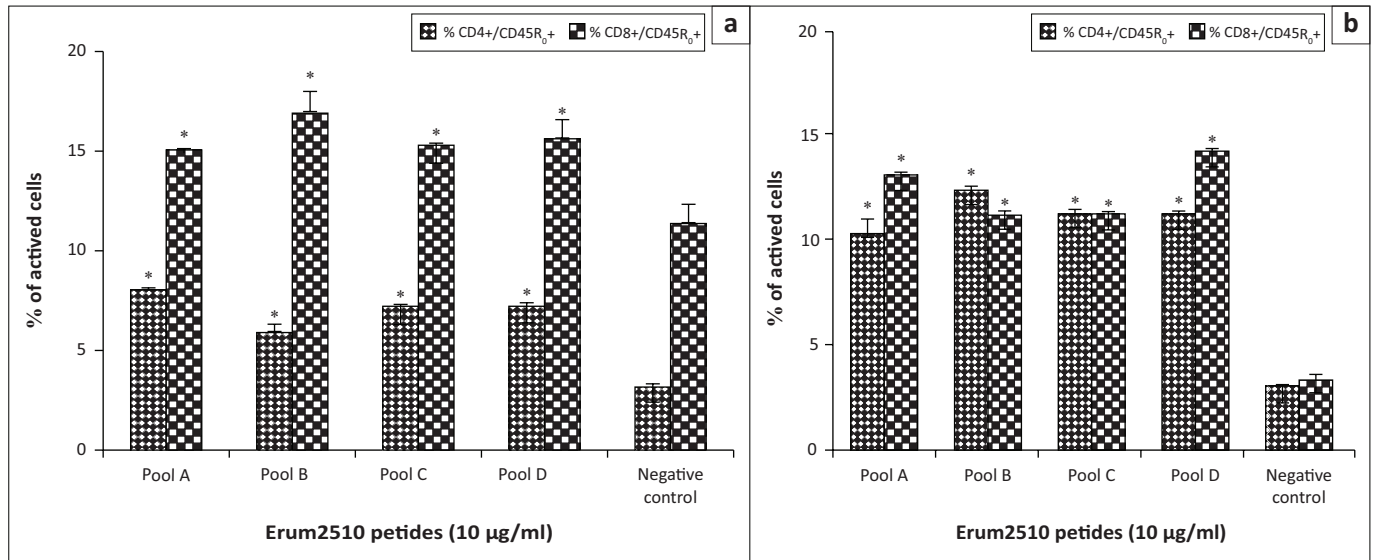 a
% CD4+/CD45R₀+ % CD8+/CD45R₀+
20
15
10
5
0
% of actived cells
* * * * * * * *
Pool A Pool B Pool C Pool D Negative control
Erum2510 petides (10 µg/ml)
b
% CD4+/CD45R₀+ % CD8+/CD45R₀+
20
15
10
5
0
% of actived cells
* * * * * * * *
Pool A Pool B Pool C Pool D Negative control
Erum2510 petides (10 µg/ml)